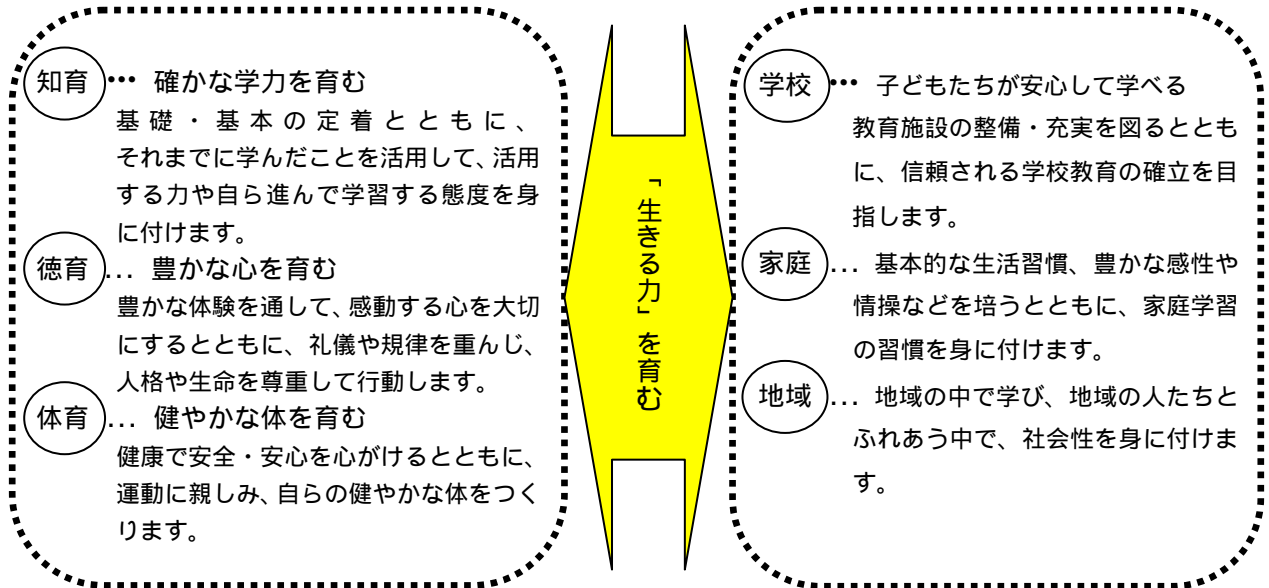 知育 ••• 確かな学力を育む
基礎・基本の定着とともに、
それまでに学んだことを活用して、活用
する力や自ら進んで学習する態度を身
に付けます。
徳育 ... 豊かな心を育む
豊かな体験を通して、感動する心を大切
にするとともに、礼儀や規律を重んじ、
人格や生命を尊重して行動します。
体育 ... 健やかな体を育む
健康で安全・安心を心がけるとともに、
運動に親しみ、自らの健やかな体をつく
ります。
「生きる力」を育む
学校 ••• 子どもたちが安心して学べる
教育施設の整備・充実を図るととも
に、信頼される学校教育の確立を目
指します。
家庭 ... 基本的な生活習慣、豊かな感性や
情操などを培うとともに、家庭学習
の習慣を身に付けます。
地域 ... 地域の中で学び、地域の人たちと
ふれあう中で、社会性を身に付けま
す。